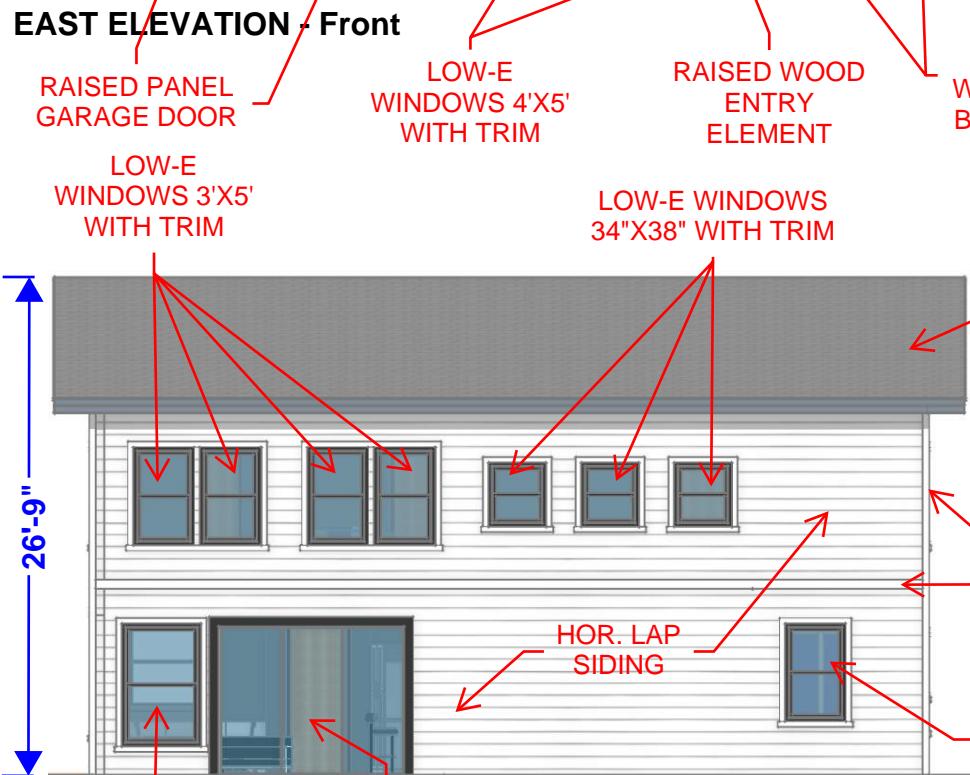 EAST ELEVATION - Front
RAISED PANEL
GARAGE DOOR
LOW-E
WINDOWS 4'X5'
WITH TRIM
RAISED WOOD
ENTRY
ELEMENT
LOW-E
WINDOWS 3'X5'
WITH TRIM
LOW-E WINDOWS
34"X38" WITH TRIM
26'-9"
HOR. LAP
SIDING